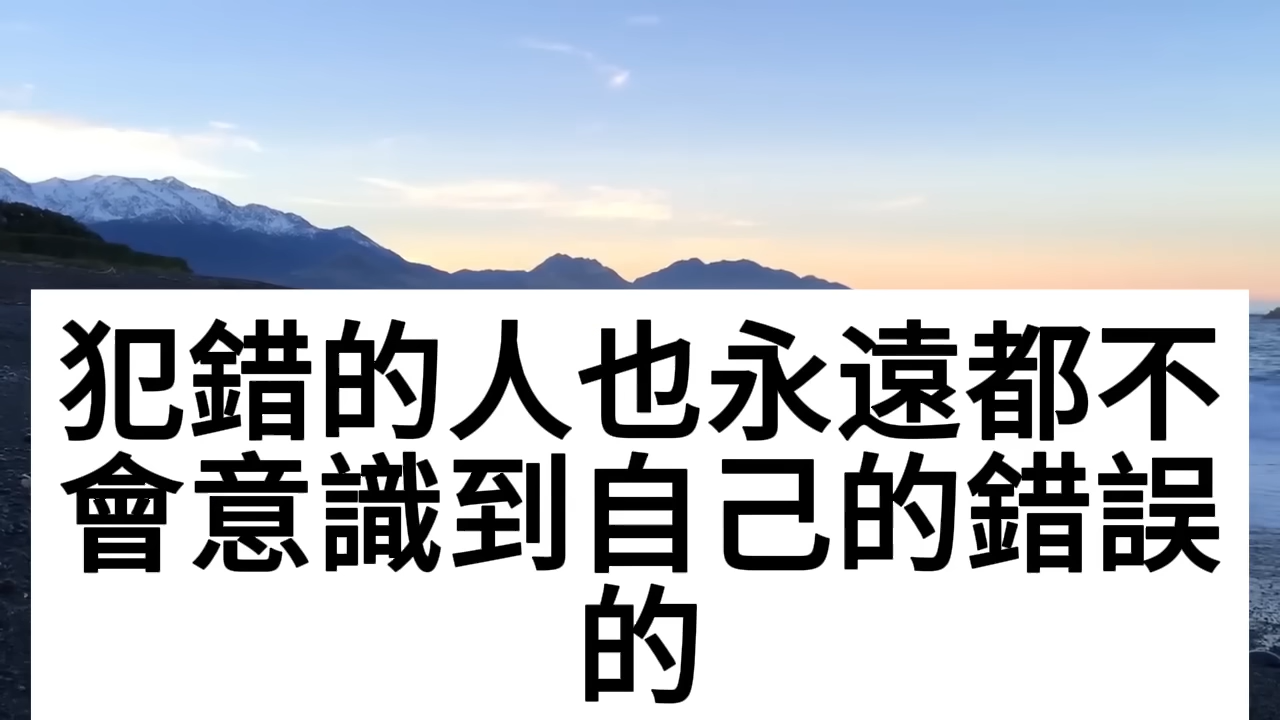 犯錯的人也永遠都不
會意識到自己的錯誤
的